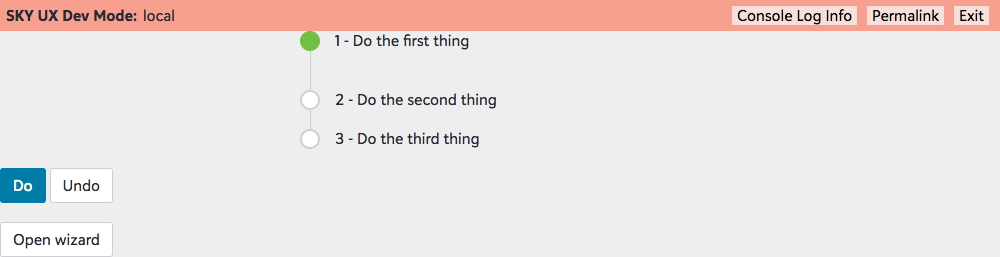 SKY UX Dev Mode: local Console Log Info Permalink Exit
1 - Do the first thing
2 - Do the second thing
3 - Do the third thing
Do Undo
Open wizard